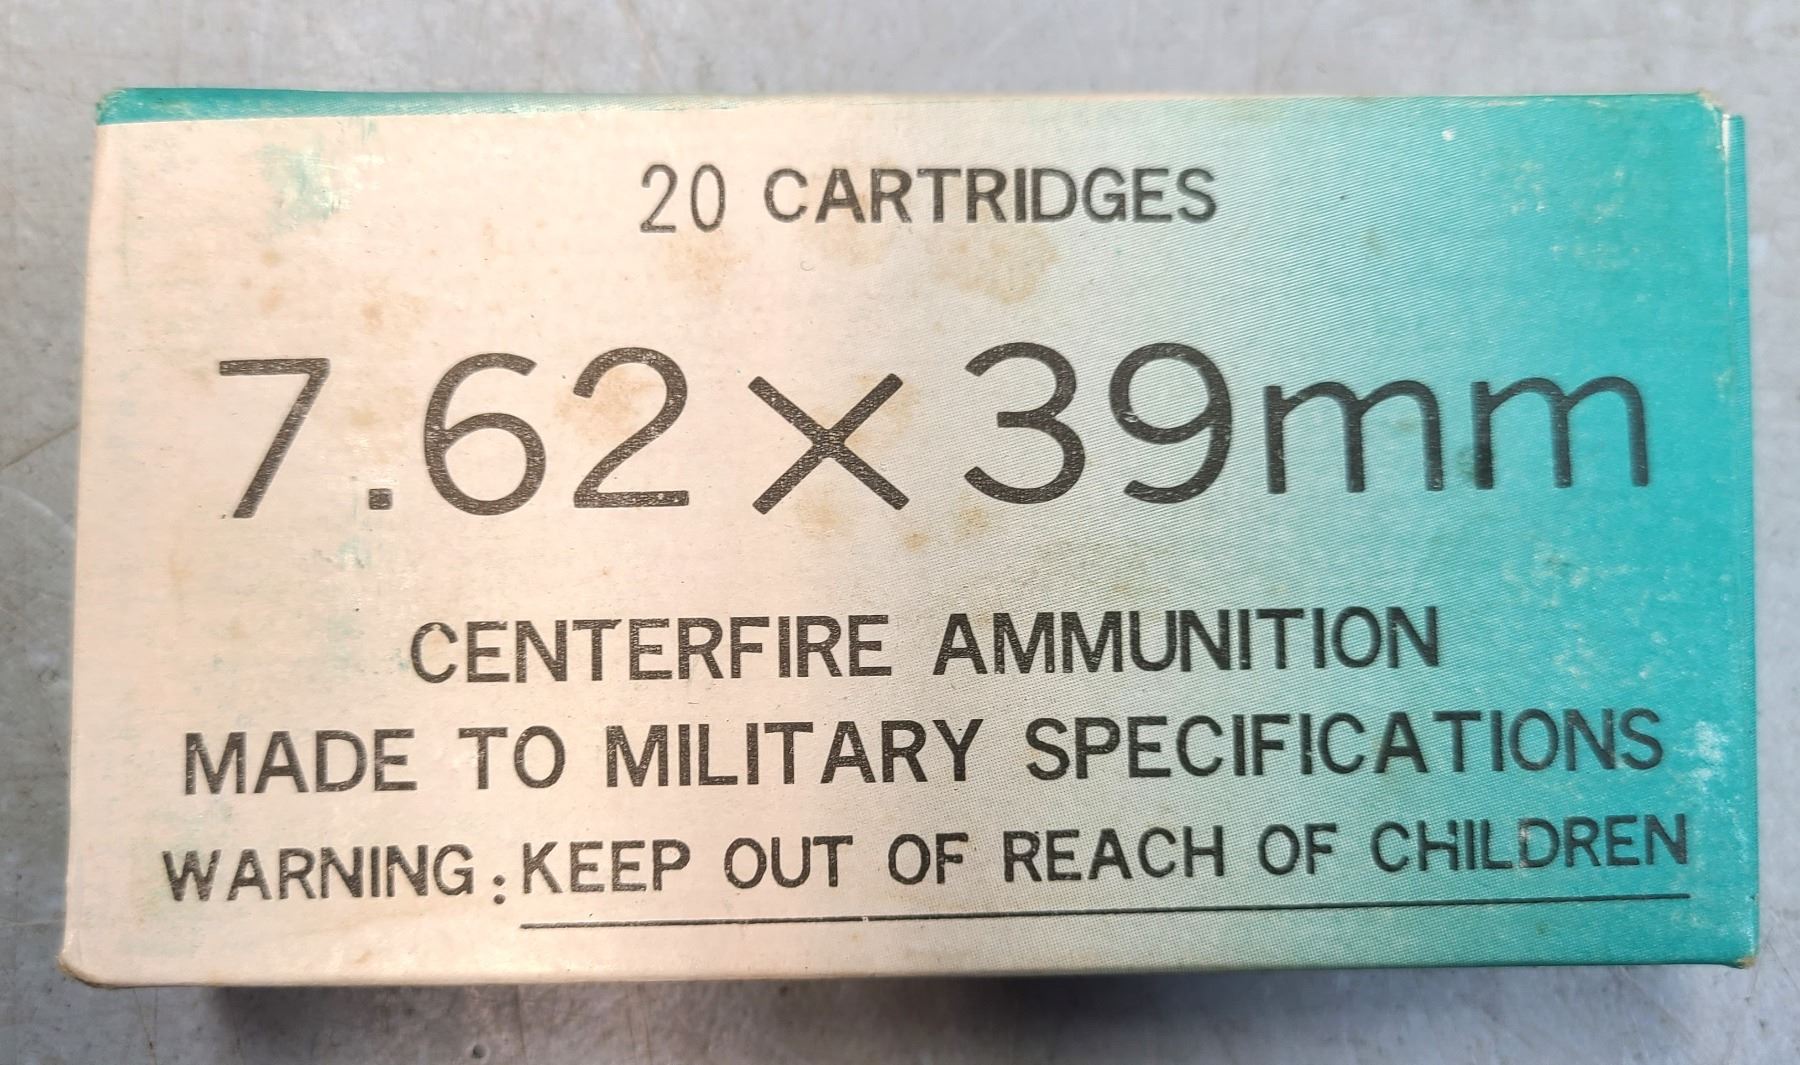 20 CARTRIDGES
7.62×39mm
CENTERFIRE AMMUNITION
MADE TO MILITARY SPECIFICATIONS
WARNING:KEEP OUT OF REACH OF CHILDREN